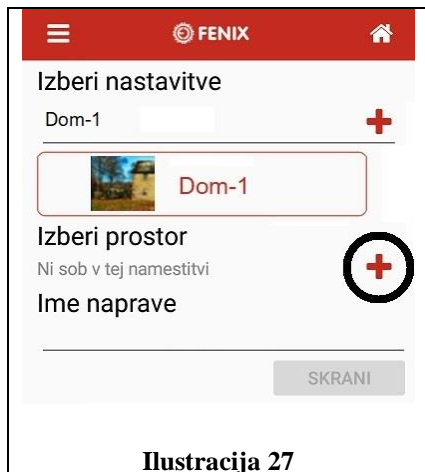 FENIX
Izberi nastavitve
Dom-1
Dom-1
Izberi prostor
Ni sob v tej namestitvi
Ime naprave
SKRANI
Ilustracija 27